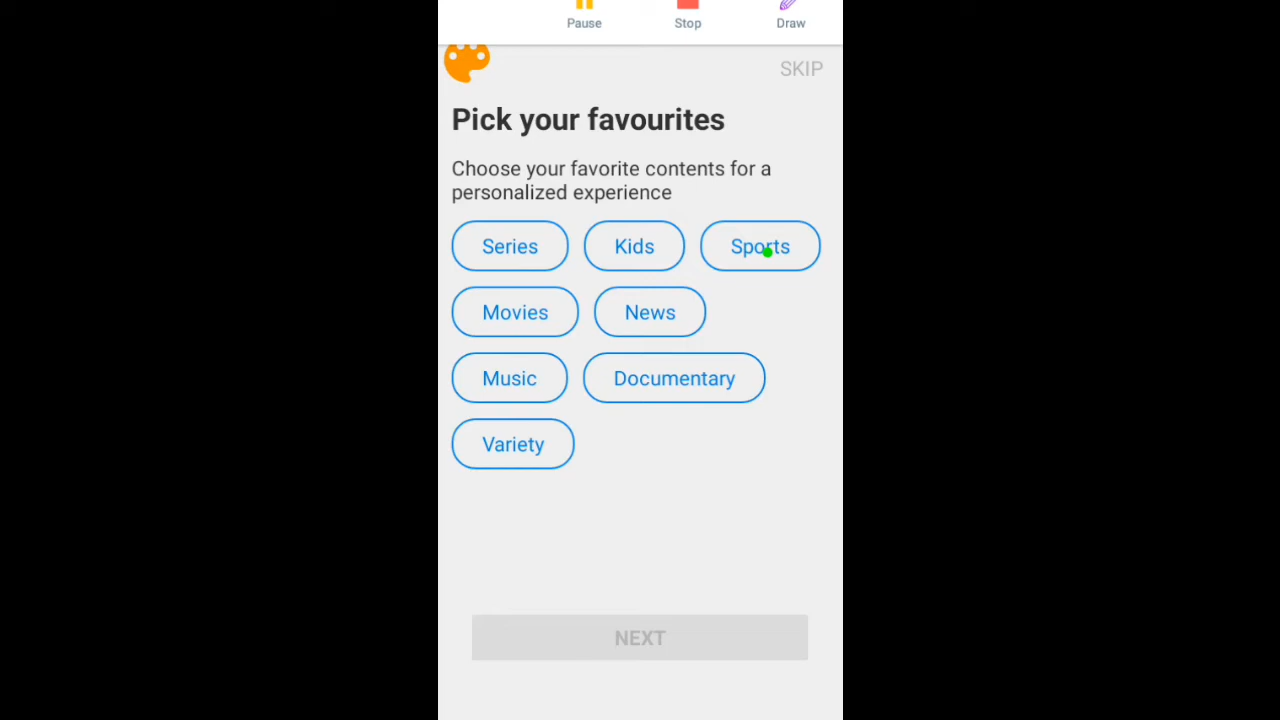 Pause Stop Draw
SKIP
Pick your favourites
Choose your favorite contents for a
personalized experience
Series Kids Sports
Movies News
Music Documentary
Variety
NEXT